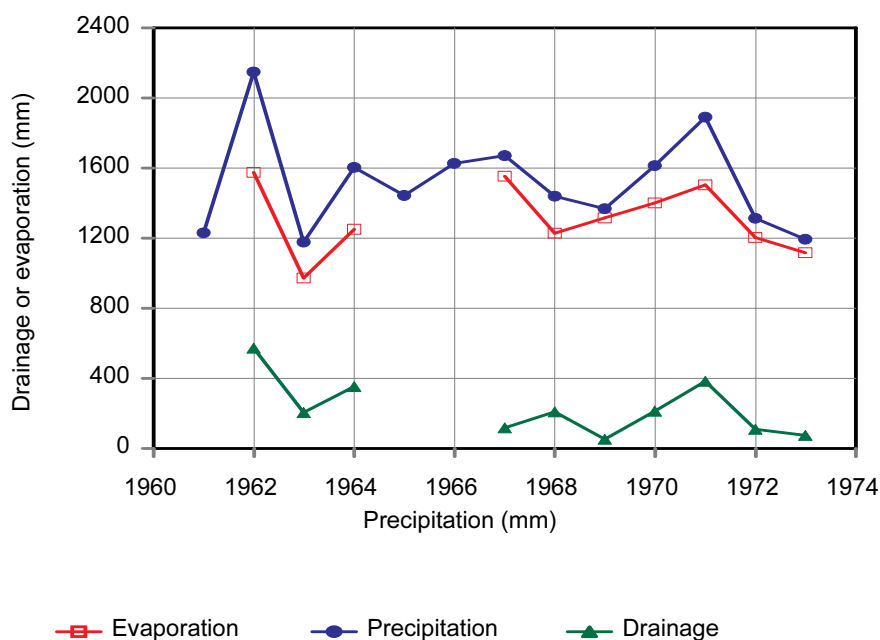 Drainage or evaporation (mm)
2400
2000
1600
1200
800
400
0
1960 1962 1964 1966 1968 1970 1972 1974
Precipitation (mm)
Evaporation Precipitation Drainage